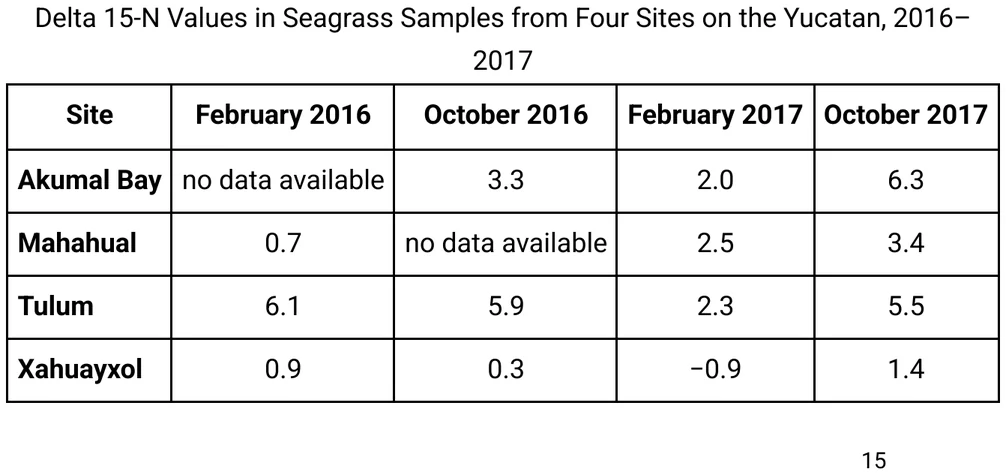 Delta 15-N Values in Seagrass Samples from Four Sites on the Yucatan, 2016–
2017
Site February 2016 October 2016 February 2017 October 2017
Akumal Bay no data available 3.3 2.0 6.3
Mahahual 0.7 no data available 2.5 3.4
Tulum 6.1 5.9 2.3 5.5
Xahuayxol 0.9 0.3 −0.9 1.4
15